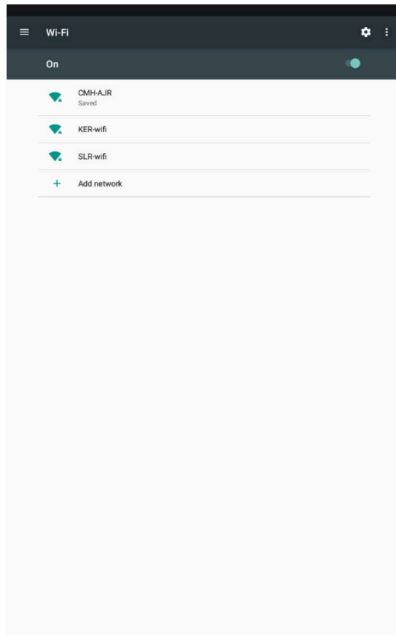 Wi-Fi
On
CMH-AJR
Saved
KER-wifi
SLR-wifi
Add network